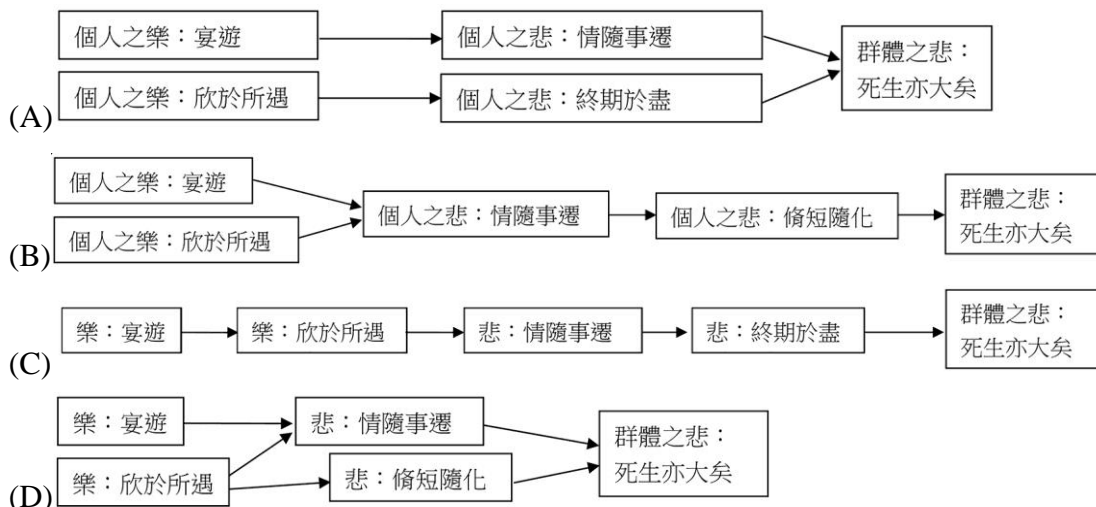 個人之樂：宴遊
個人之悲：情隨事遷
群體之悲：
死生亦大矣
個人之樂：欣於所遇
個人之悲：終期於盡
(A)
個人之樂：宴遊
個人之樂：欣於所遇
個人之悲：情隨事遷
個人之悲：脩短隨化
群體之悲：
死生亦大矣
(B)
樂：宴遊
樂：欣於所遇
悲：情隨事遷
悲：終期於盡
群體之悲：
死生亦大矣
(C)
樂：宴遊
悲：情隨事遷
樂：欣於所遇
悲：脩短隨化
群體之悲：
死生亦大矣
(D)